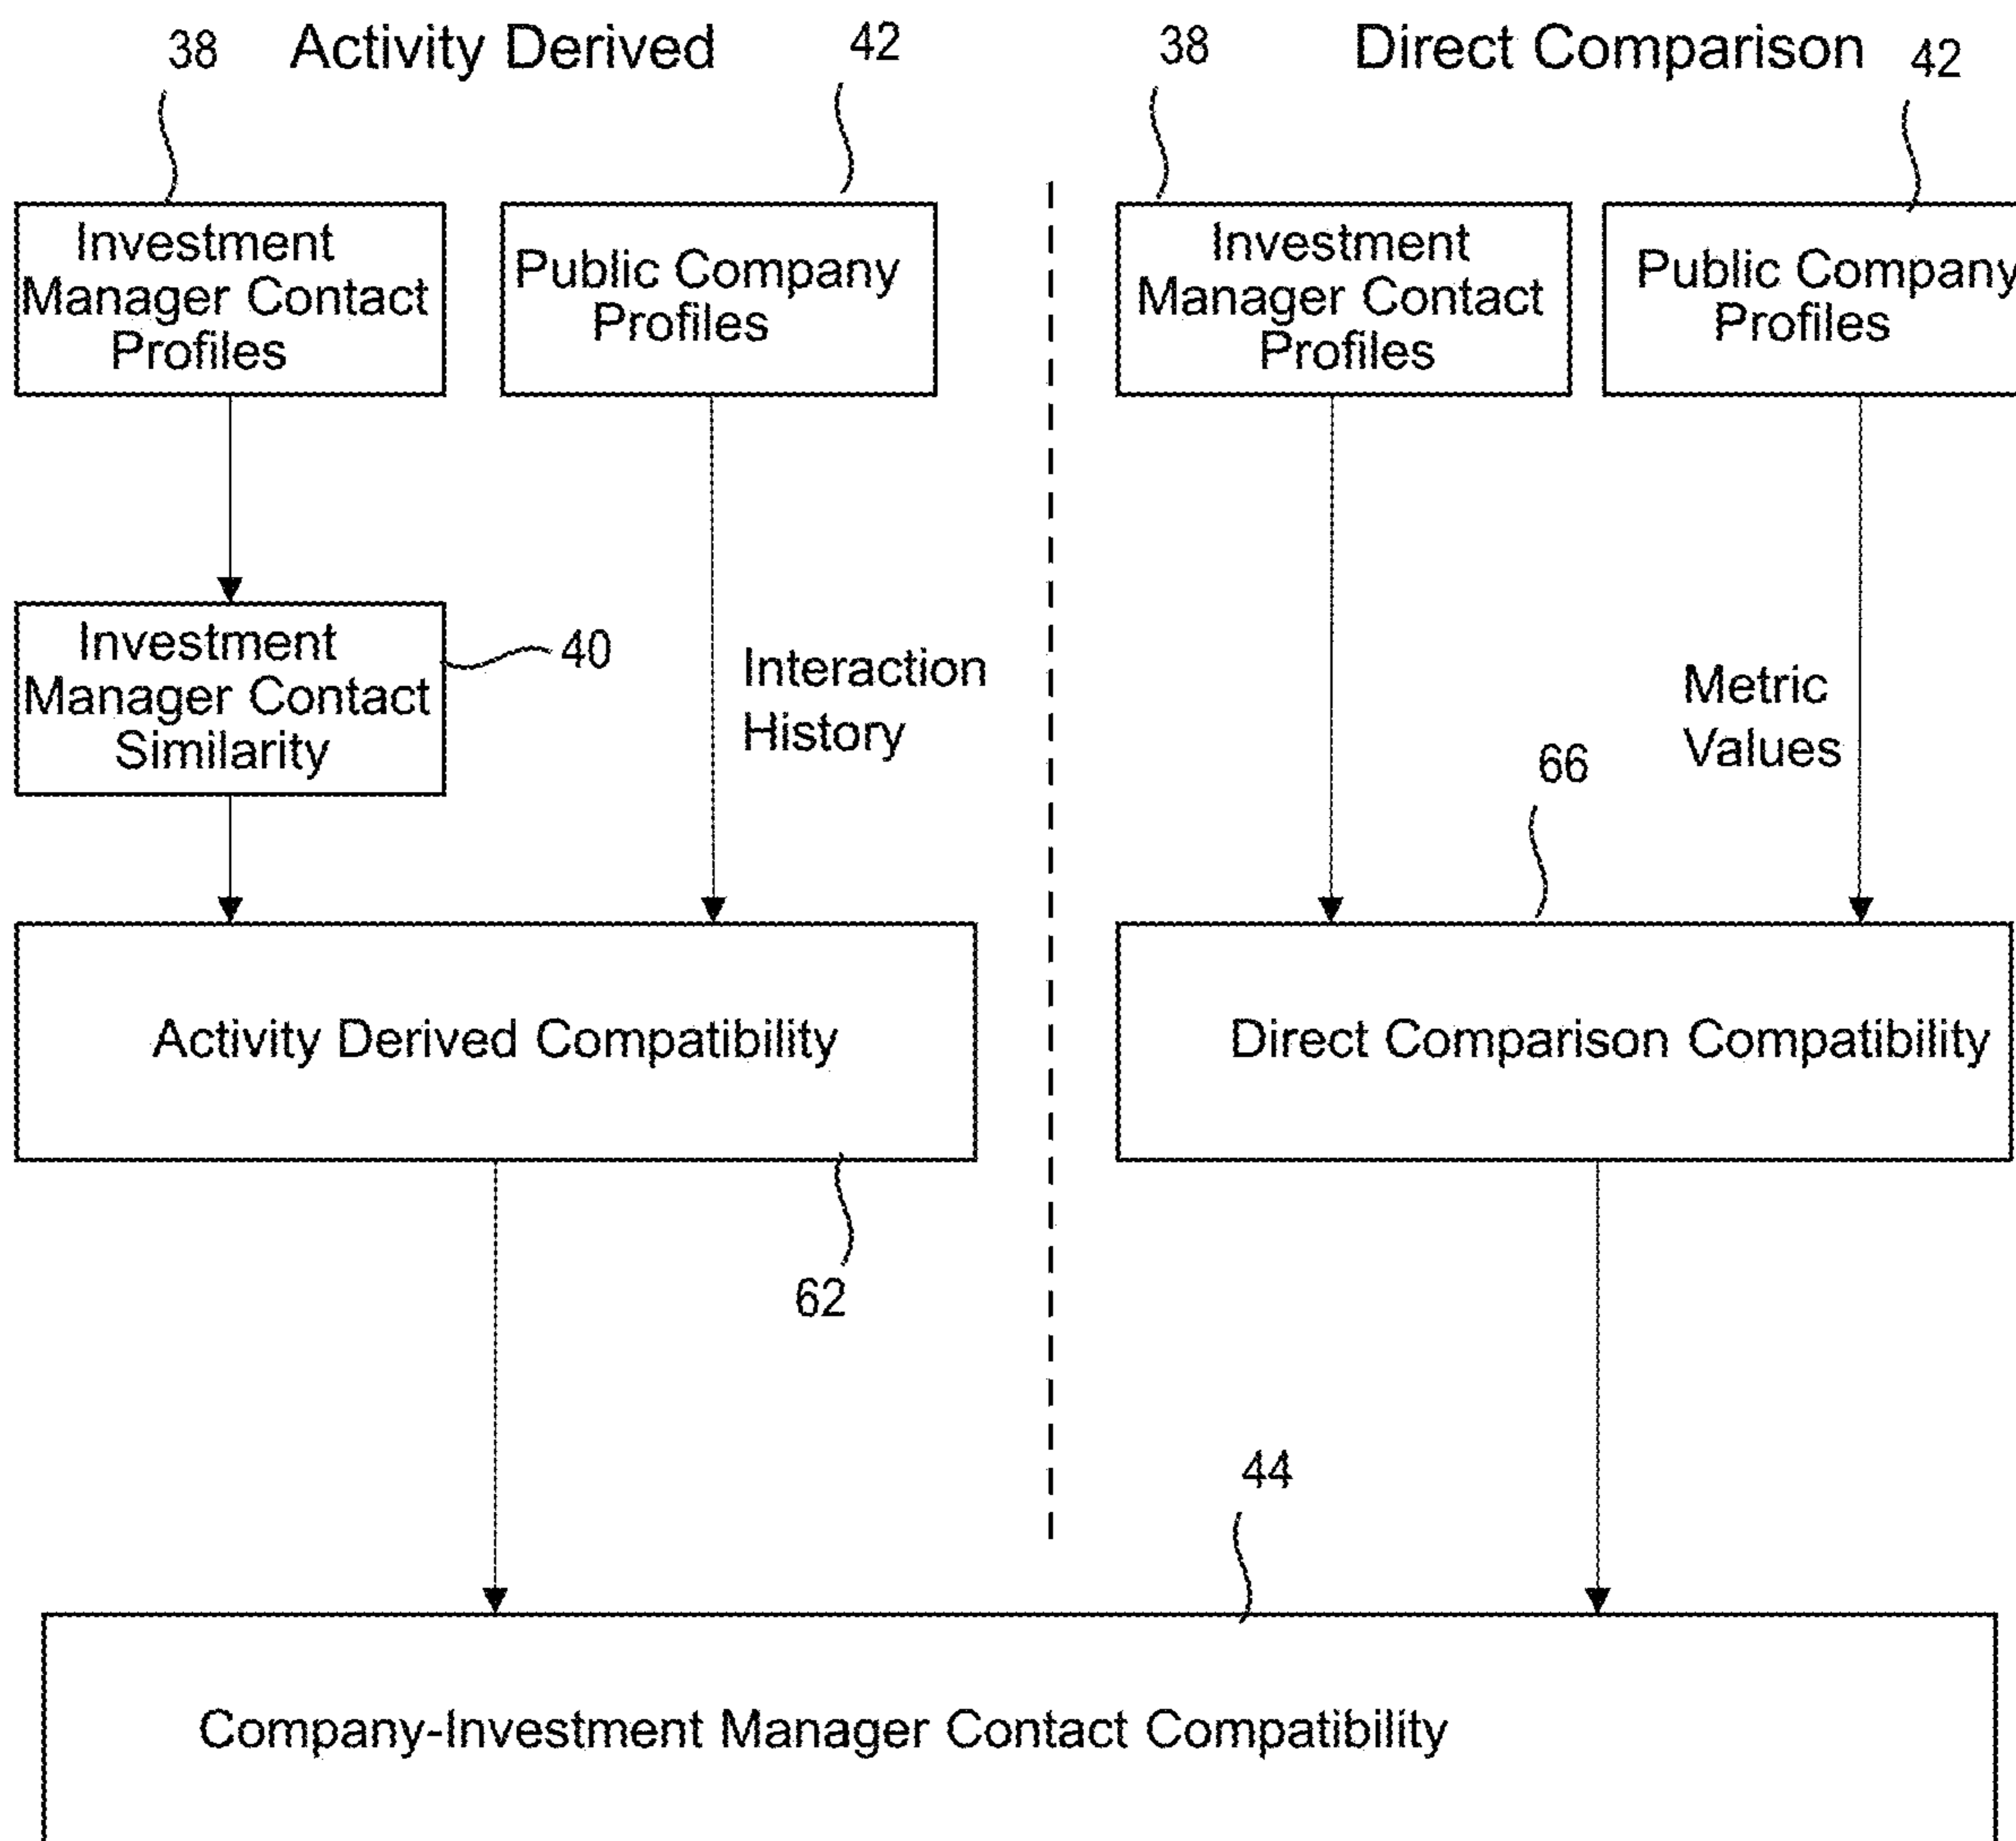 38
Activity Derived
42
38
Direct Comparison
42
Investment
Manager Contact
Profiles
Public Company
Profiles
Investment
Manager Contact
Profiles
Public Company
Profiles
Investment
Manager Contact
Similarity
40
Interaction
History
Metric
Values
66
Activity Derived Compatibility
Direct Comparison Compatibility
62
44
Company-Investment Manager Contact Compatibility